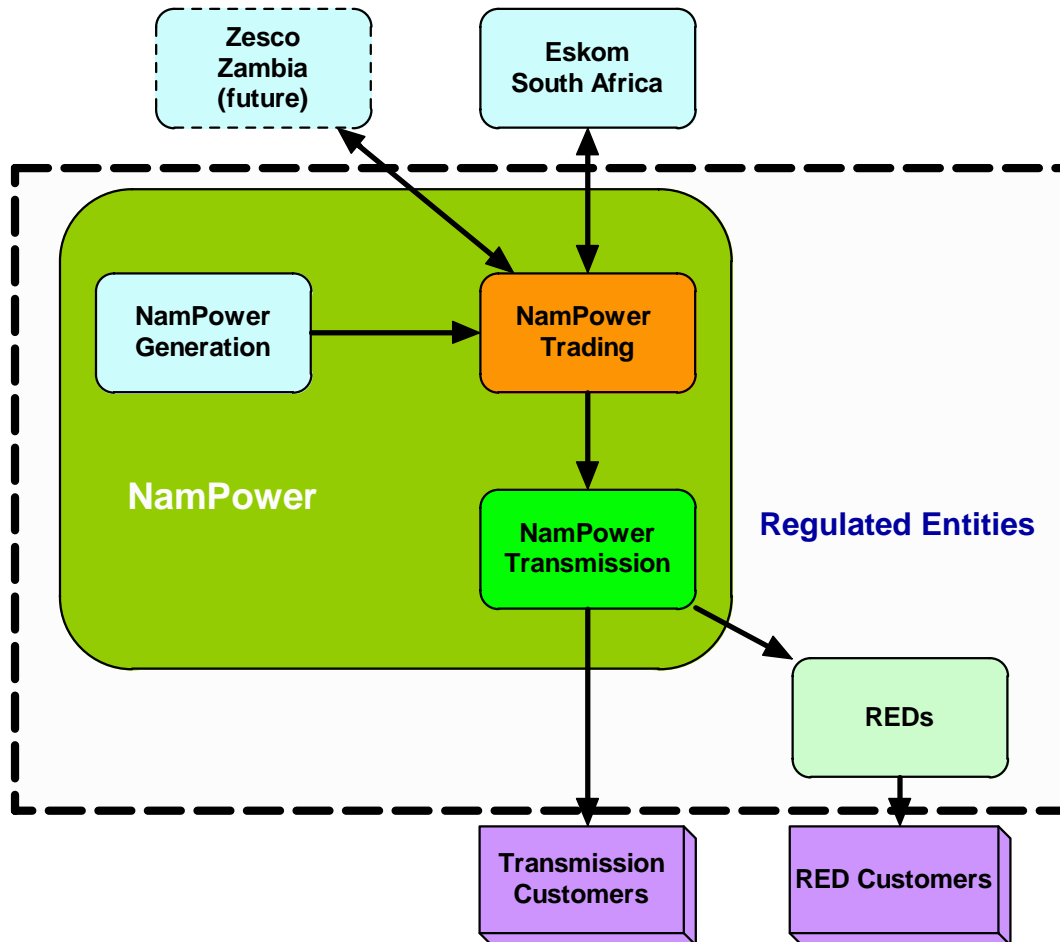 Zesco
Zambia
(future)
Eskom
South Africa
NamPower
Generation
NamPower
Trading
NamPower
NamPower
Transmission
Regulated Entities
REDs
Transmission
Customers
RED Customers